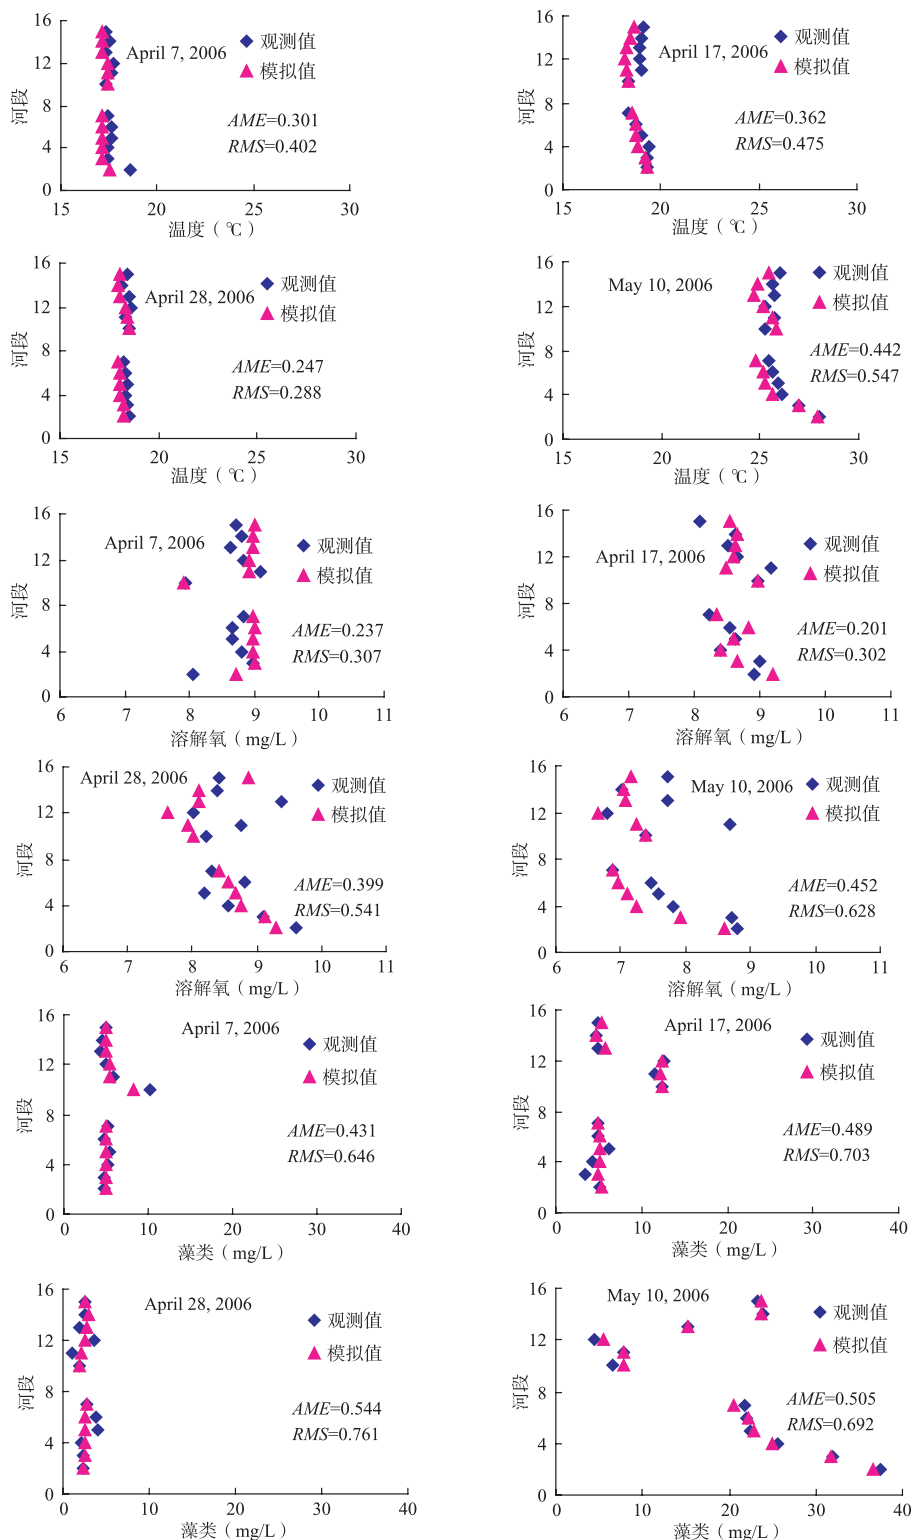 16
12
8
4
0
河段
April 7, 2006
观测值
模拟值
AME=0.301
RMS=0.402
15 20 25 30
温度（℃）
16
12
8
4
0
河段
April 17, 2006
观测值
模拟值
AME=0.362
RMS=0.475
15 20 25 30
温度（℃）
16
12
8
4
0
河段
April 28, 2006
观测值
模拟值
AME=0.247
RMS=0.288
15 20 25 30
温度（℃）
16
12
8
4
0
河段
May 10, 2006
观测值
模拟值
AME=0.442
RMS=0.547
15 20 25 30
温度（℃）
16
12
8
4
0
河段
April 7, 2006
观测值
模拟值
AME=0.237
RMS=0.307
6 7 8 9 10 11
溶解氧（mg/L）
16
12
8
4
0
河段
April 17, 2006
观测值
模拟值
AME=0.201
RMS=0.302
6 7 8 9 10 11
溶解氧（mg/L）
16
12
8
4
0
河段
April 28, 2006
观测值
模拟值
AME=0.399
RMS=0.541
6 7 8 9 10 11
溶解氧（mg/L）
16
12
8
4
0
河段
May 10, 2006
观测值
模拟值
AME=0.452
RMS=0.628
6 7 8 9 10 11
溶解氧（mg/L）
16
12
8
4
0
河段
April 7, 2006
观测值
模拟值
AME=0.431
RMS=0.646
0 10 20 30 40
藻类（mg/L）
16
12
8
4
0
河段
April 17, 2006
观测值
模拟值
AME=0.489
RMS=0.703
0 10 20 30 40
藻类（mg/L）
16
12
8
4
0
河段
April 28, 2006
观测值
模拟值
AME=0.544
RMS=0.761
0 10 20 30 40
藻类（mg/L）
16
12
8
4
0
河段
May 10, 2006
观测值
模拟值
AME=0.505
RMS=0.692
0 10 20 30 40
藻类（mg/L）